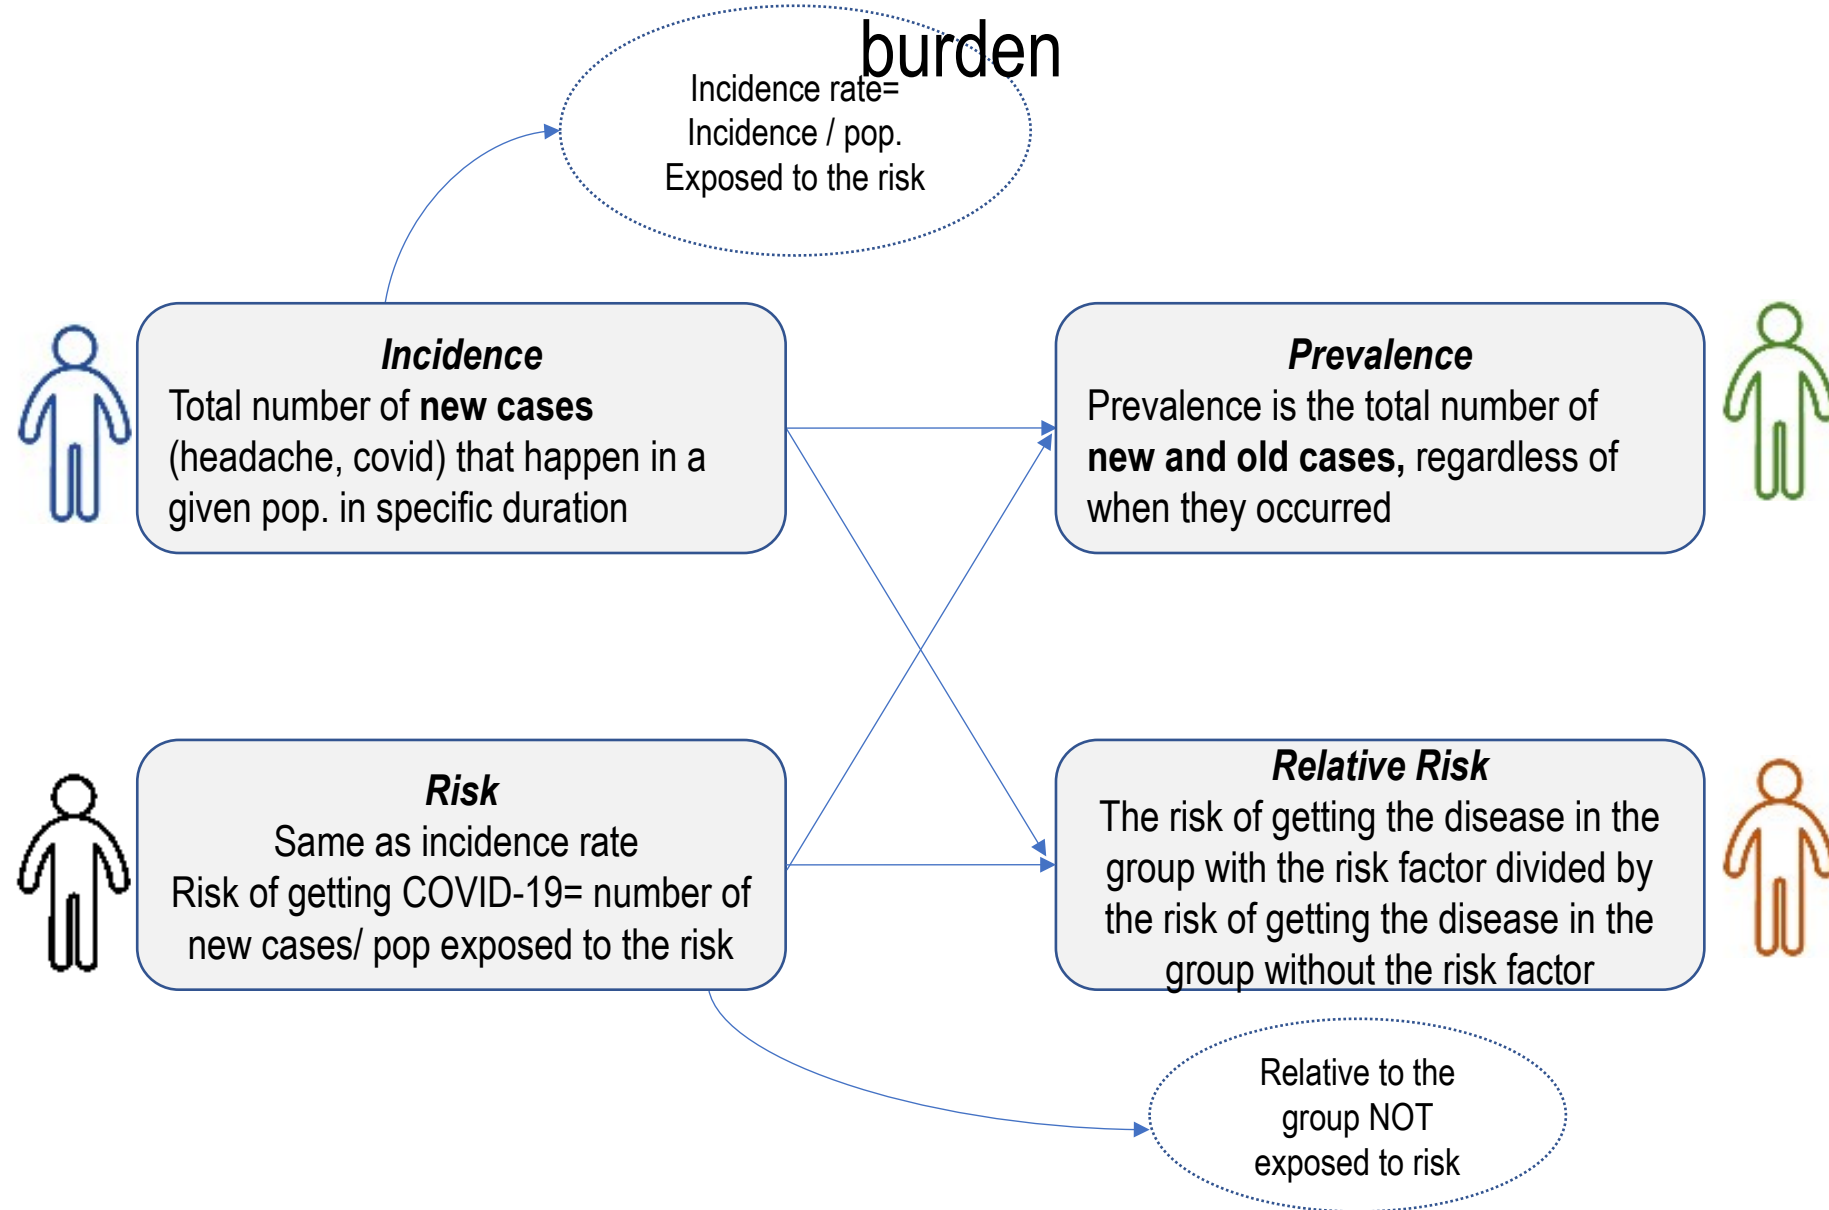 burden
Incidence rate=
Incidence / pop.
Exposed to the risk
Incidence
Total number of new cases
(headache, covid) that happen in a
given pop. in specific duration
Prevalence
Prevalence is the total number of
new and old cases, regardless of
when they occurred
Risk
Same as incidence rate
Risk of getting COVID-19= number of
new cases/ pop exposed to the risk
Relative Risk
The risk of getting the disease in the
group with the risk factor divided by
the risk of getting the disease in the
group without the risk factor
Relative to the
group NOT
exposed to risk